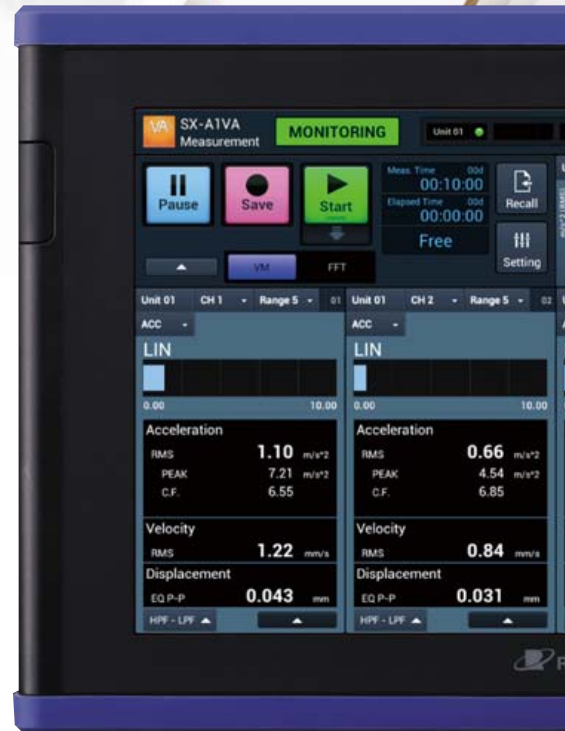 VA
SX-A1VA
Measurement
MONITORING
Unit 01
Pause
Save
Start
Meas. Time 00d
00:10:00
Elapsed Time 00d
00:00:00
Free
Recall
Setting
m/s^2 (RMS)
VM
FFT
Unit 01 CH 1 Range 5 01
ACC
LIN
0.00 10.00
Acceleration
RMS 1.10 m/s^2
PEAK 7.21 m/s^2
C.F. 6.55
Velocity
RMS 1.22 mm/s
Displacement
EQ P-P 0.043 mm
HPF - LPF
Unit 01 CH 2 Range 5 02
ACC
LIN
0.00 10.00
Acceleration
RMS 0.66 m/s^2
PEAK 4.54 m/s^2
C.F. 6.85
Velocity
RMS 0.84 mm/s
Displacement
EQ P-P 0.031 mm
HPF - LPF
R